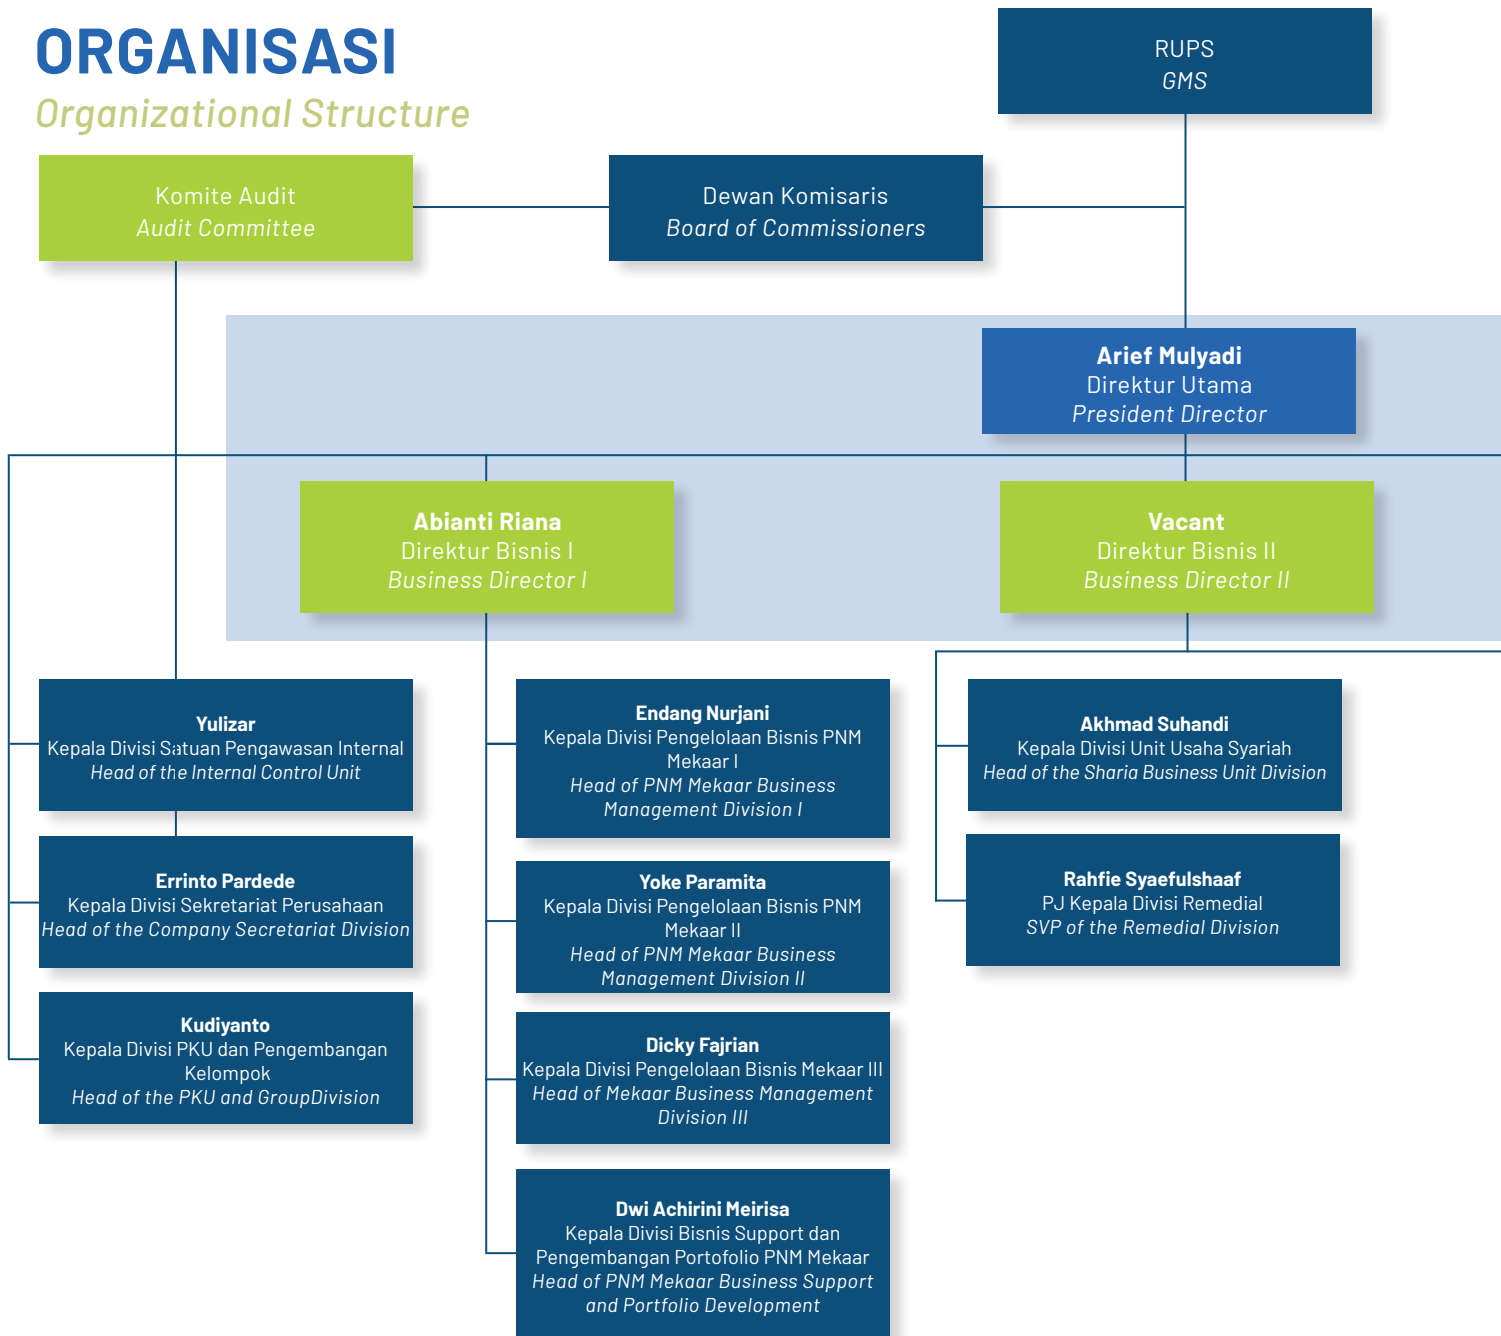 ORGANISASI
Organizational Structure
RUPS
GMS
Komite Audit
Audit Committee
Dewan Komisaris
Board of Commissioners
Arief Mulyadi
Direktur Utama
President Director
Abianti Riana
Direktur Bisnis I
Business Director I
Vacant
Direktur Bisnis II
Business Director II
Yulizar
Kepala Divisi Satuan Pengawasan Internal
Head of the Internal Control Unit
Errinto Pardede
Kepala Divisi Sekretariat Perusahaan
Head of the Company Secretariat Division
Kudiyanto
Kepala Divisi PKU dan Pengembangan
Kelompok
Head of the PKU and GroupDivision
Endang Nurjani
Kepala Divisi Pengelolaan Bisnis PNM
Mekaar I
Head of PNM Mekaar Business
Management Division I
Yoke Paramita
Kepala Divisi Pengelolaan Bisnis PNM
Mekaar II
Head of PNM Mekaar Business
Management Division II
Dicky Fajrian
Kepala Divisi Pengelolaan Bisnis Mekaar III
Head of Mekaar Business Management
Division III
Dwi Achirini Meirisa
Kepala Divisi Bisnis Support dan
Pengembangan Portofolio PNM Mekaar
Head of PNM Mekaar Business Support
and Portfolio Development
Akhmad Suhandi
Kepala Divisi Unit Usaha Syariah
Head of the Sharia Business Unit Division
Rahfie Syaefulshaaf
PJ Kepala Divisi Remedial
SVP of the Remedial Division